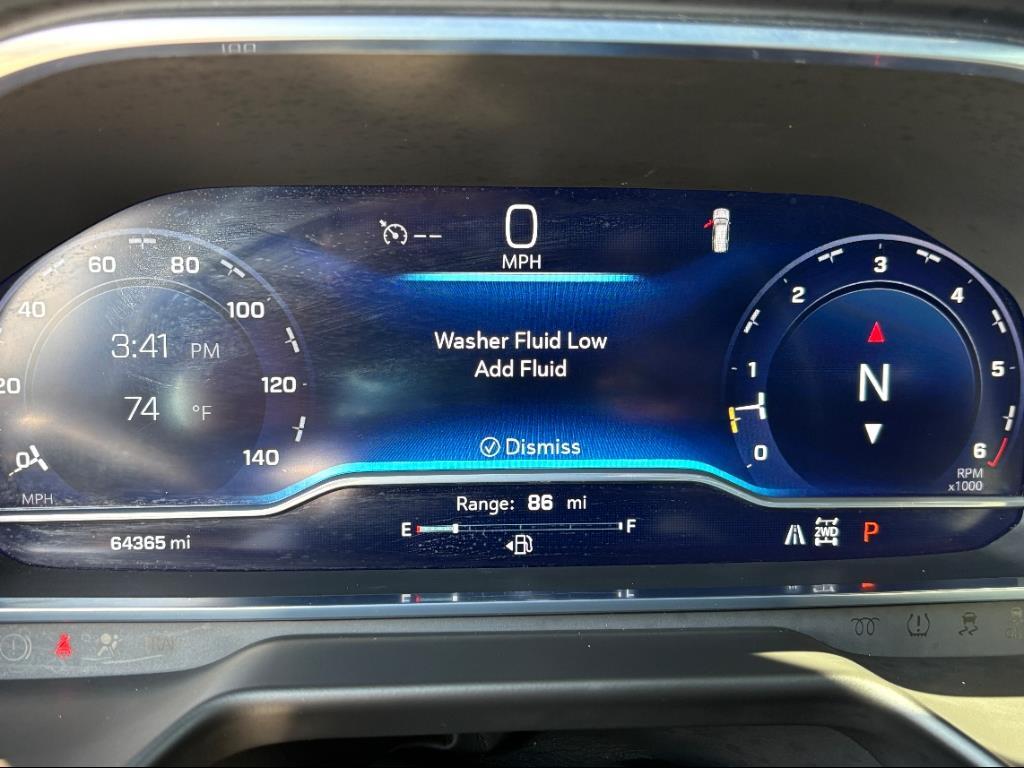 0
MPH
--
60
80
40
100
20
120
0
140
MPH
3:41 PM
74 °F
Washer Fluid Low
Add Fluid
Dismiss
3
2
4
1
5
0
6
N
RPM
x1000
Range: 86 mi
E
F
64365 mi
2WD
P